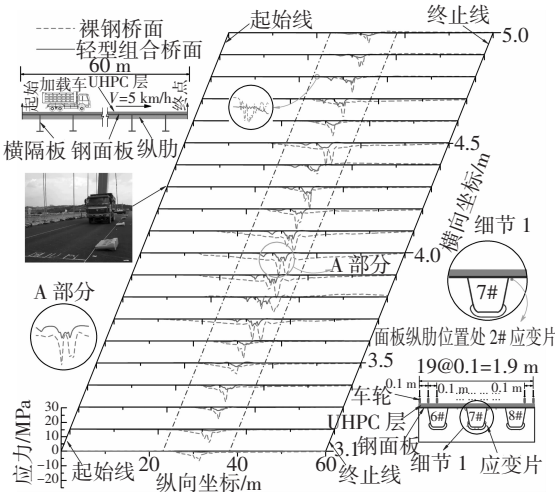 裸钢桥面
轻型组合桥面
起始线
终止线
5.0
60 m
起始
加载车
UHPC 层
V=5 km/h
终点
横隔板 钢面板 纵肋
4.5
横向坐标/m
细节 1
4.0
A 部分
7#
A 部分
面板纵肋位置处 2# 应变片
3.5
19@0.1=1.9 m
0.1 m
0.1, m... ... ...
0.1 m
车轮
UHPC 层
6#
7#
8#
钢面板
细节 1
应变片
应力/MPa
30
20
10
0
-10
-20
起始线
0
20
40
60
3.1
纵向坐标/m
终止线